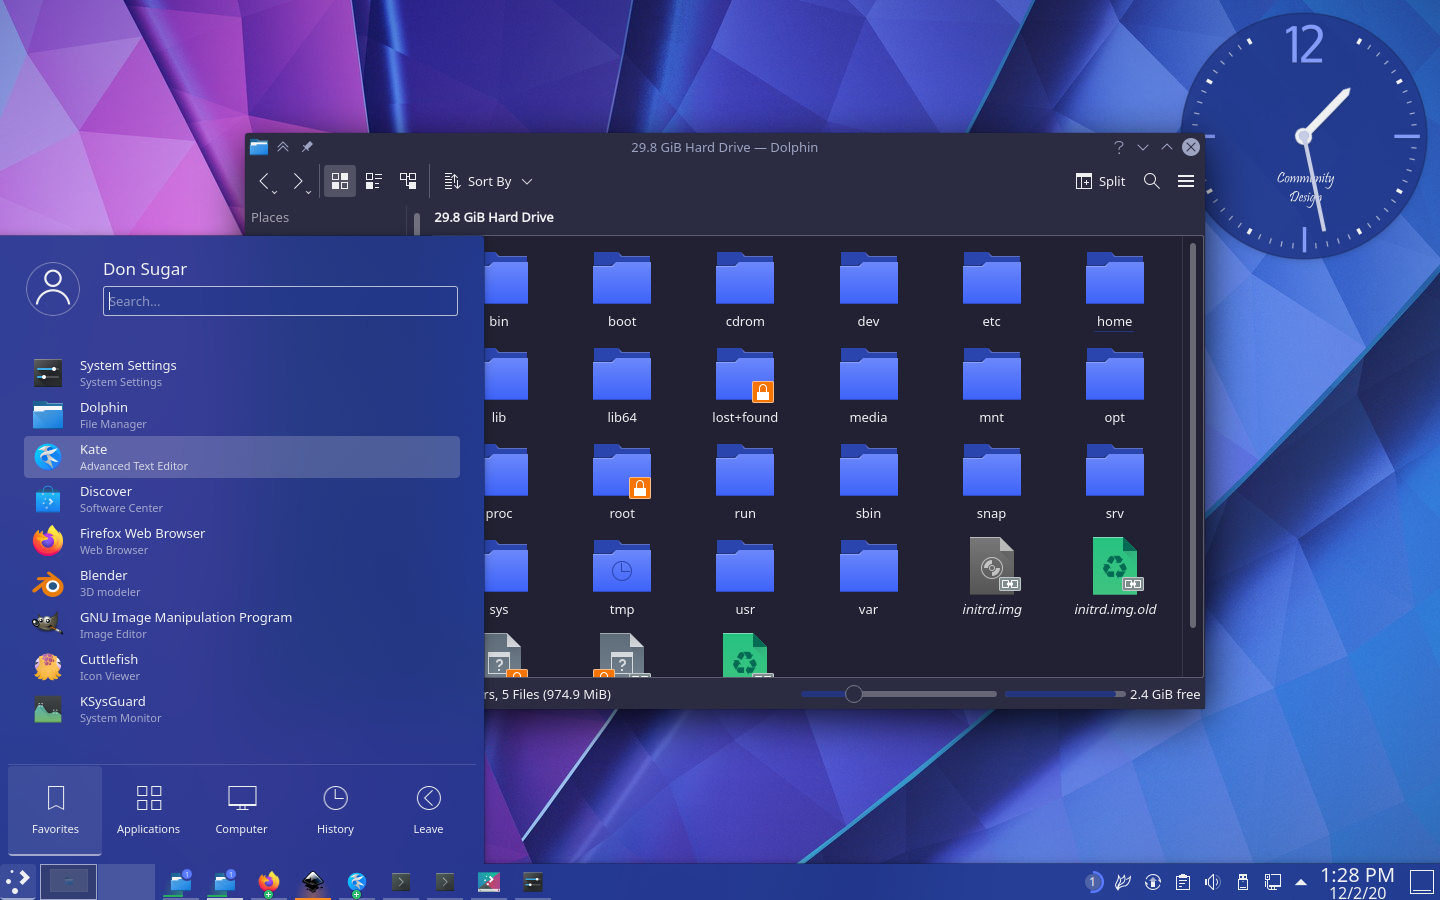 12
Community
Design
29.8 GiB Hard Drive — Dolphin
Sort By
Split
Places
29.8 GiB Hard Drive
bin boot cdrom dev etc home
lib lib64 lost+found media mnt opt
proc root run sbin snap srv
sys tmp usr var initrd.img initrd.img.old
rs, 5 Files (974.9 MiB)
2.4 GiB free
Don Sugar
Search...
System Settings
System Settings
Dolphin
File Manager
Kate
Advanced Text Editor
Discover
Software Center
Firefox Web Browser
Web Browser
Blender
3D modeler
GNU Image Manipulation Program
Image Editor
Cuttlefish
Icon Viewer
KSysGuard
System Monitor
Favorites Applications Computer History Leave
1 1 1
1:28 PM
12/2/20